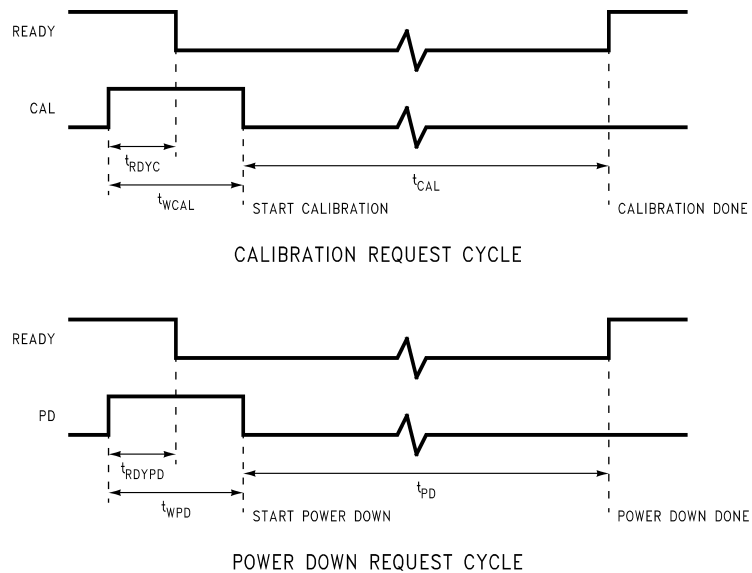 READY
CAL
tRDYC
tCAL
tWCAL
START CALIBRATION
CALIBRATION DONE
CALIBRATION REQUEST CYCLE
READY
PD
tRDYPD
tPD
tWPD
START POWER DOWN
POWER DOWN DONE
POWER DOWN REQUEST CYCLE